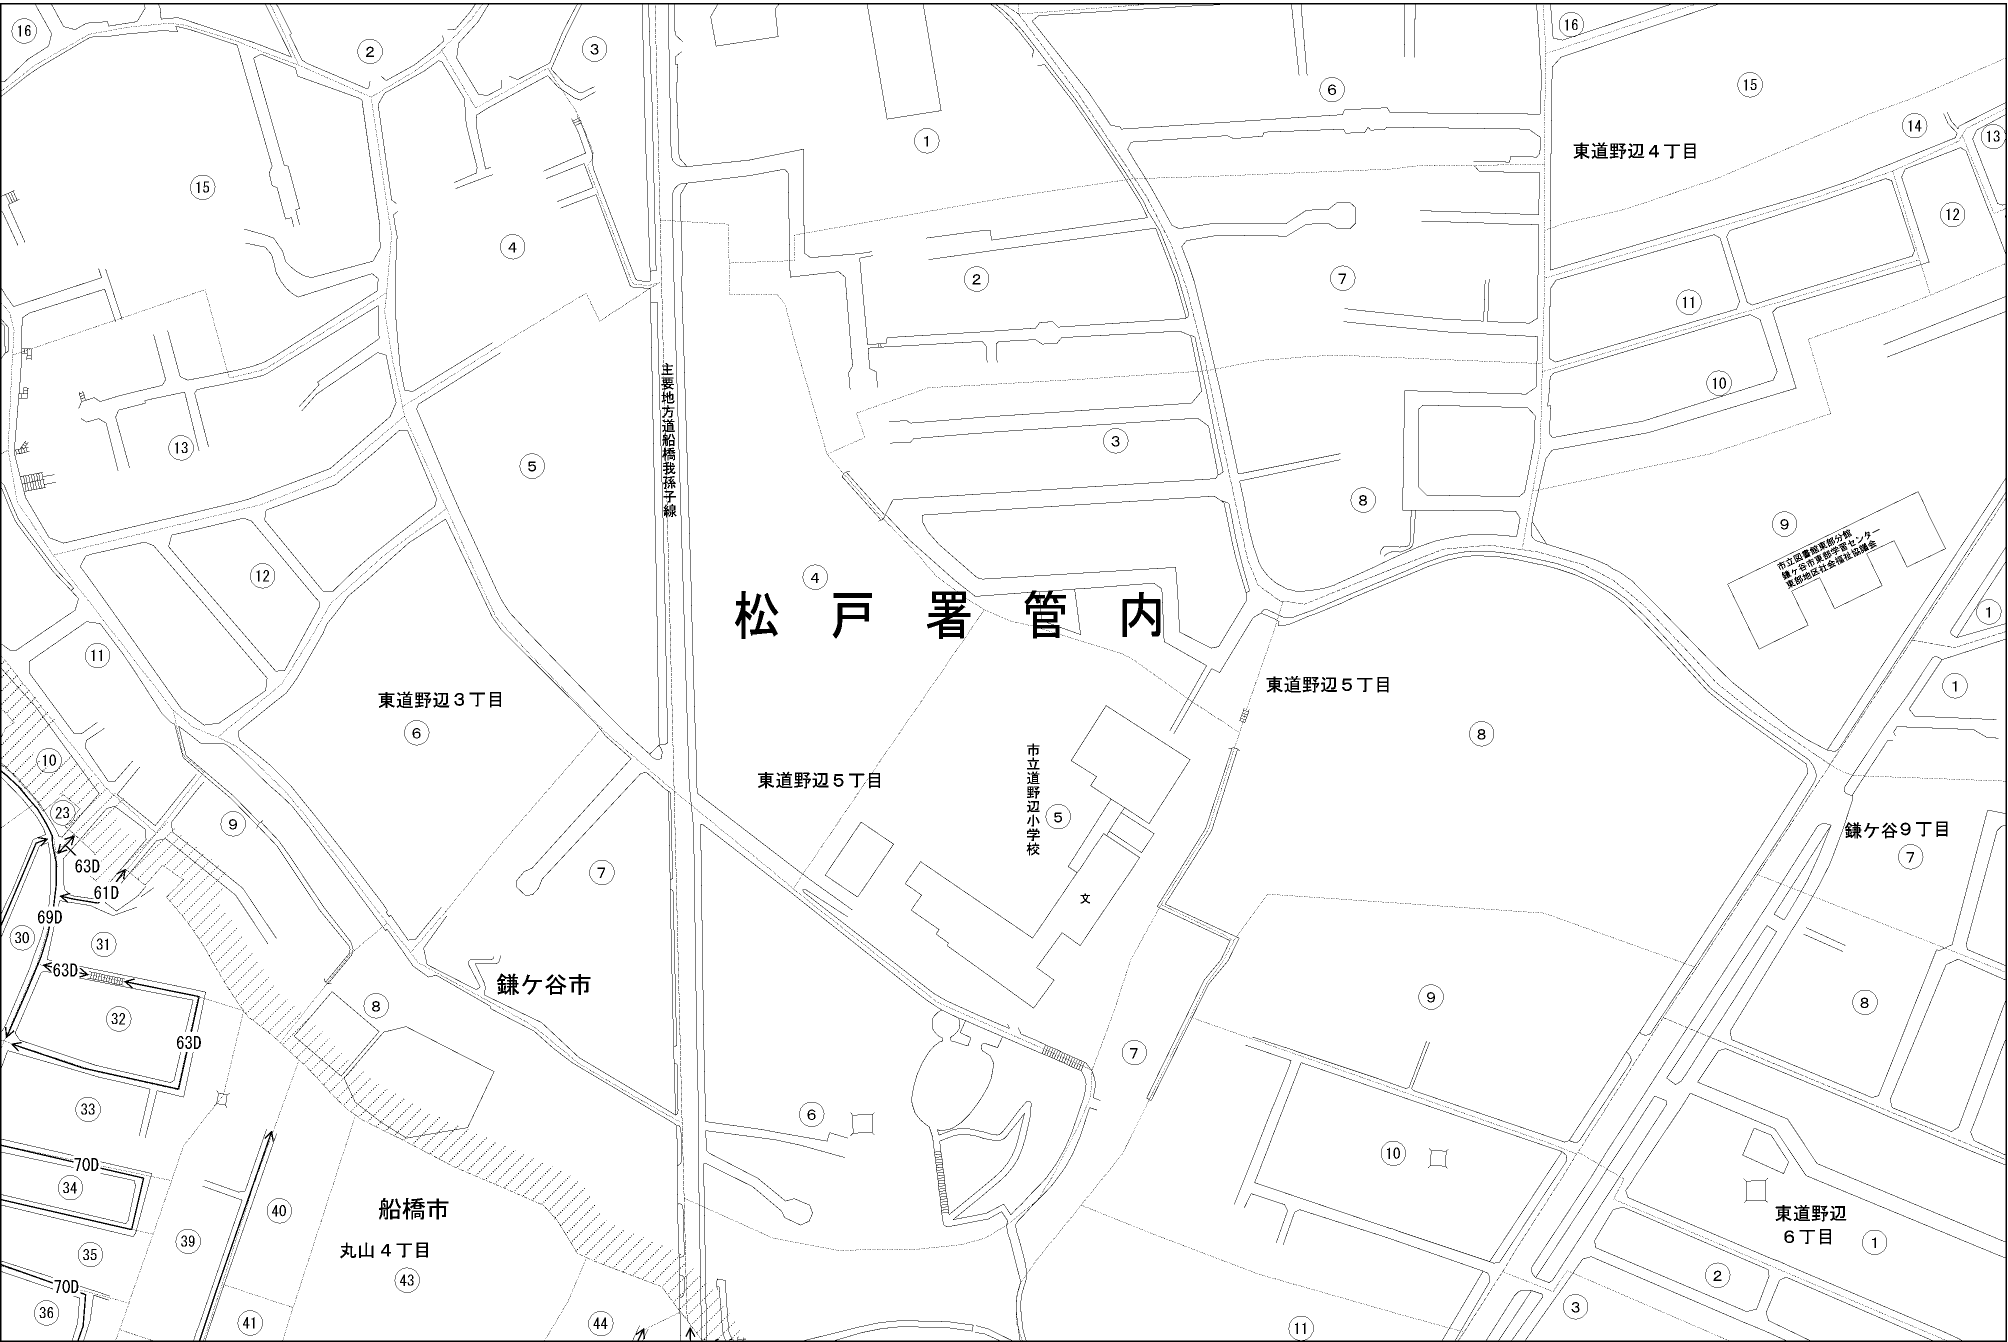 ⑯
②
③
⑯
⑥
⑮
①
⑭
⑬
東道野辺４丁目
⑮
⑫
④
②
⑦
⑪
主要地方道船橋我孫子線
⑩
⑬
⑤
③
⑧
⑨
市立図書館東部分館
鎌ケ谷市東部学習センター
東部地区社会福祉協議会
⑫
④
松戸署管内
①
⑪
東道野辺３丁目
⑥
東道野辺５丁目
①
⑧
⑩
東道野辺５丁目
市立道野辺小学校
⑤
㉓
⑨
鎌ケ谷９丁目
⑦
63D
61D
⑦
文
69D
㉚
㉛
63D
鎌ケ谷市
⑧
⑨
⑧
㉜
63D
⑦
㉝
⑥
⑩
70D
㉞
船橋市
丸山４丁目
㊸
㊵
㊴
東道野辺
６丁目
①
㉟
70D
②
㊱
㊶
㊹
⑪
③